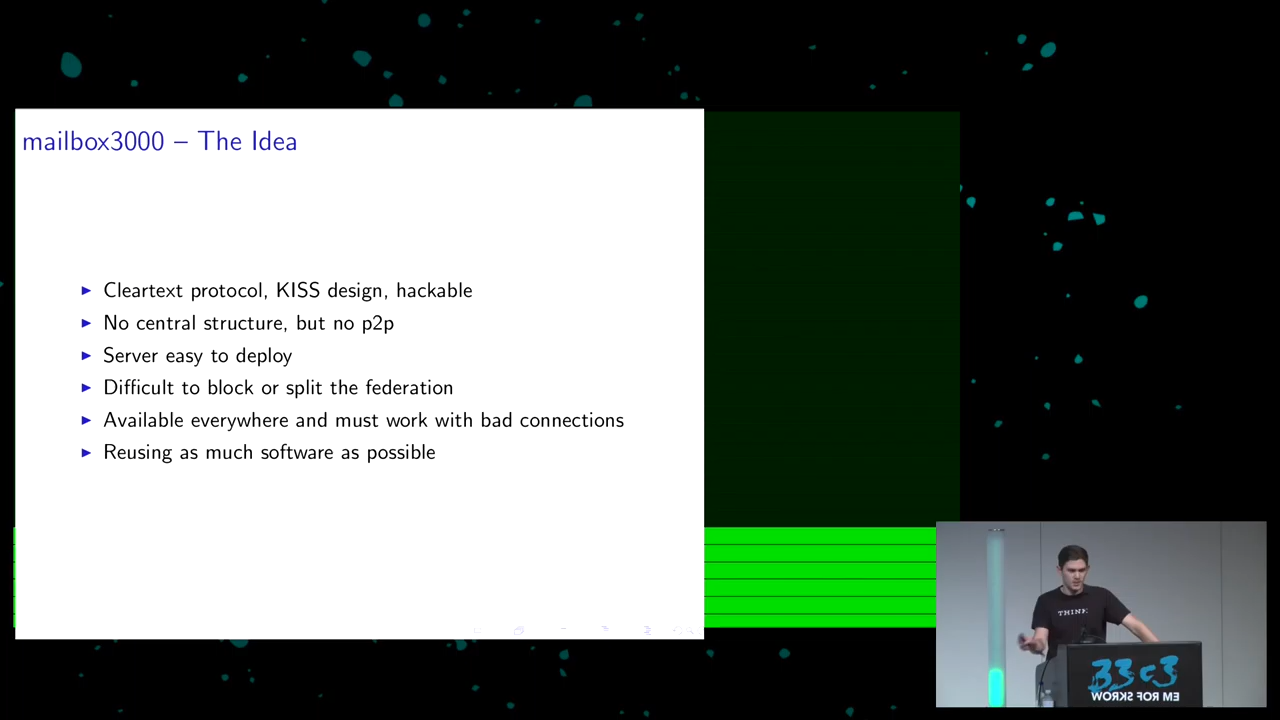 mailbox3000 – The Idea
Cleartext protocol, KISS design, hackable
No central structure, but no p2p
Server easy to deploy
Difficult to block or split the federation
Available everywhere and must work with bad connections
Reusing as much software as possible
THINK
33c3
WORKS FOR ME